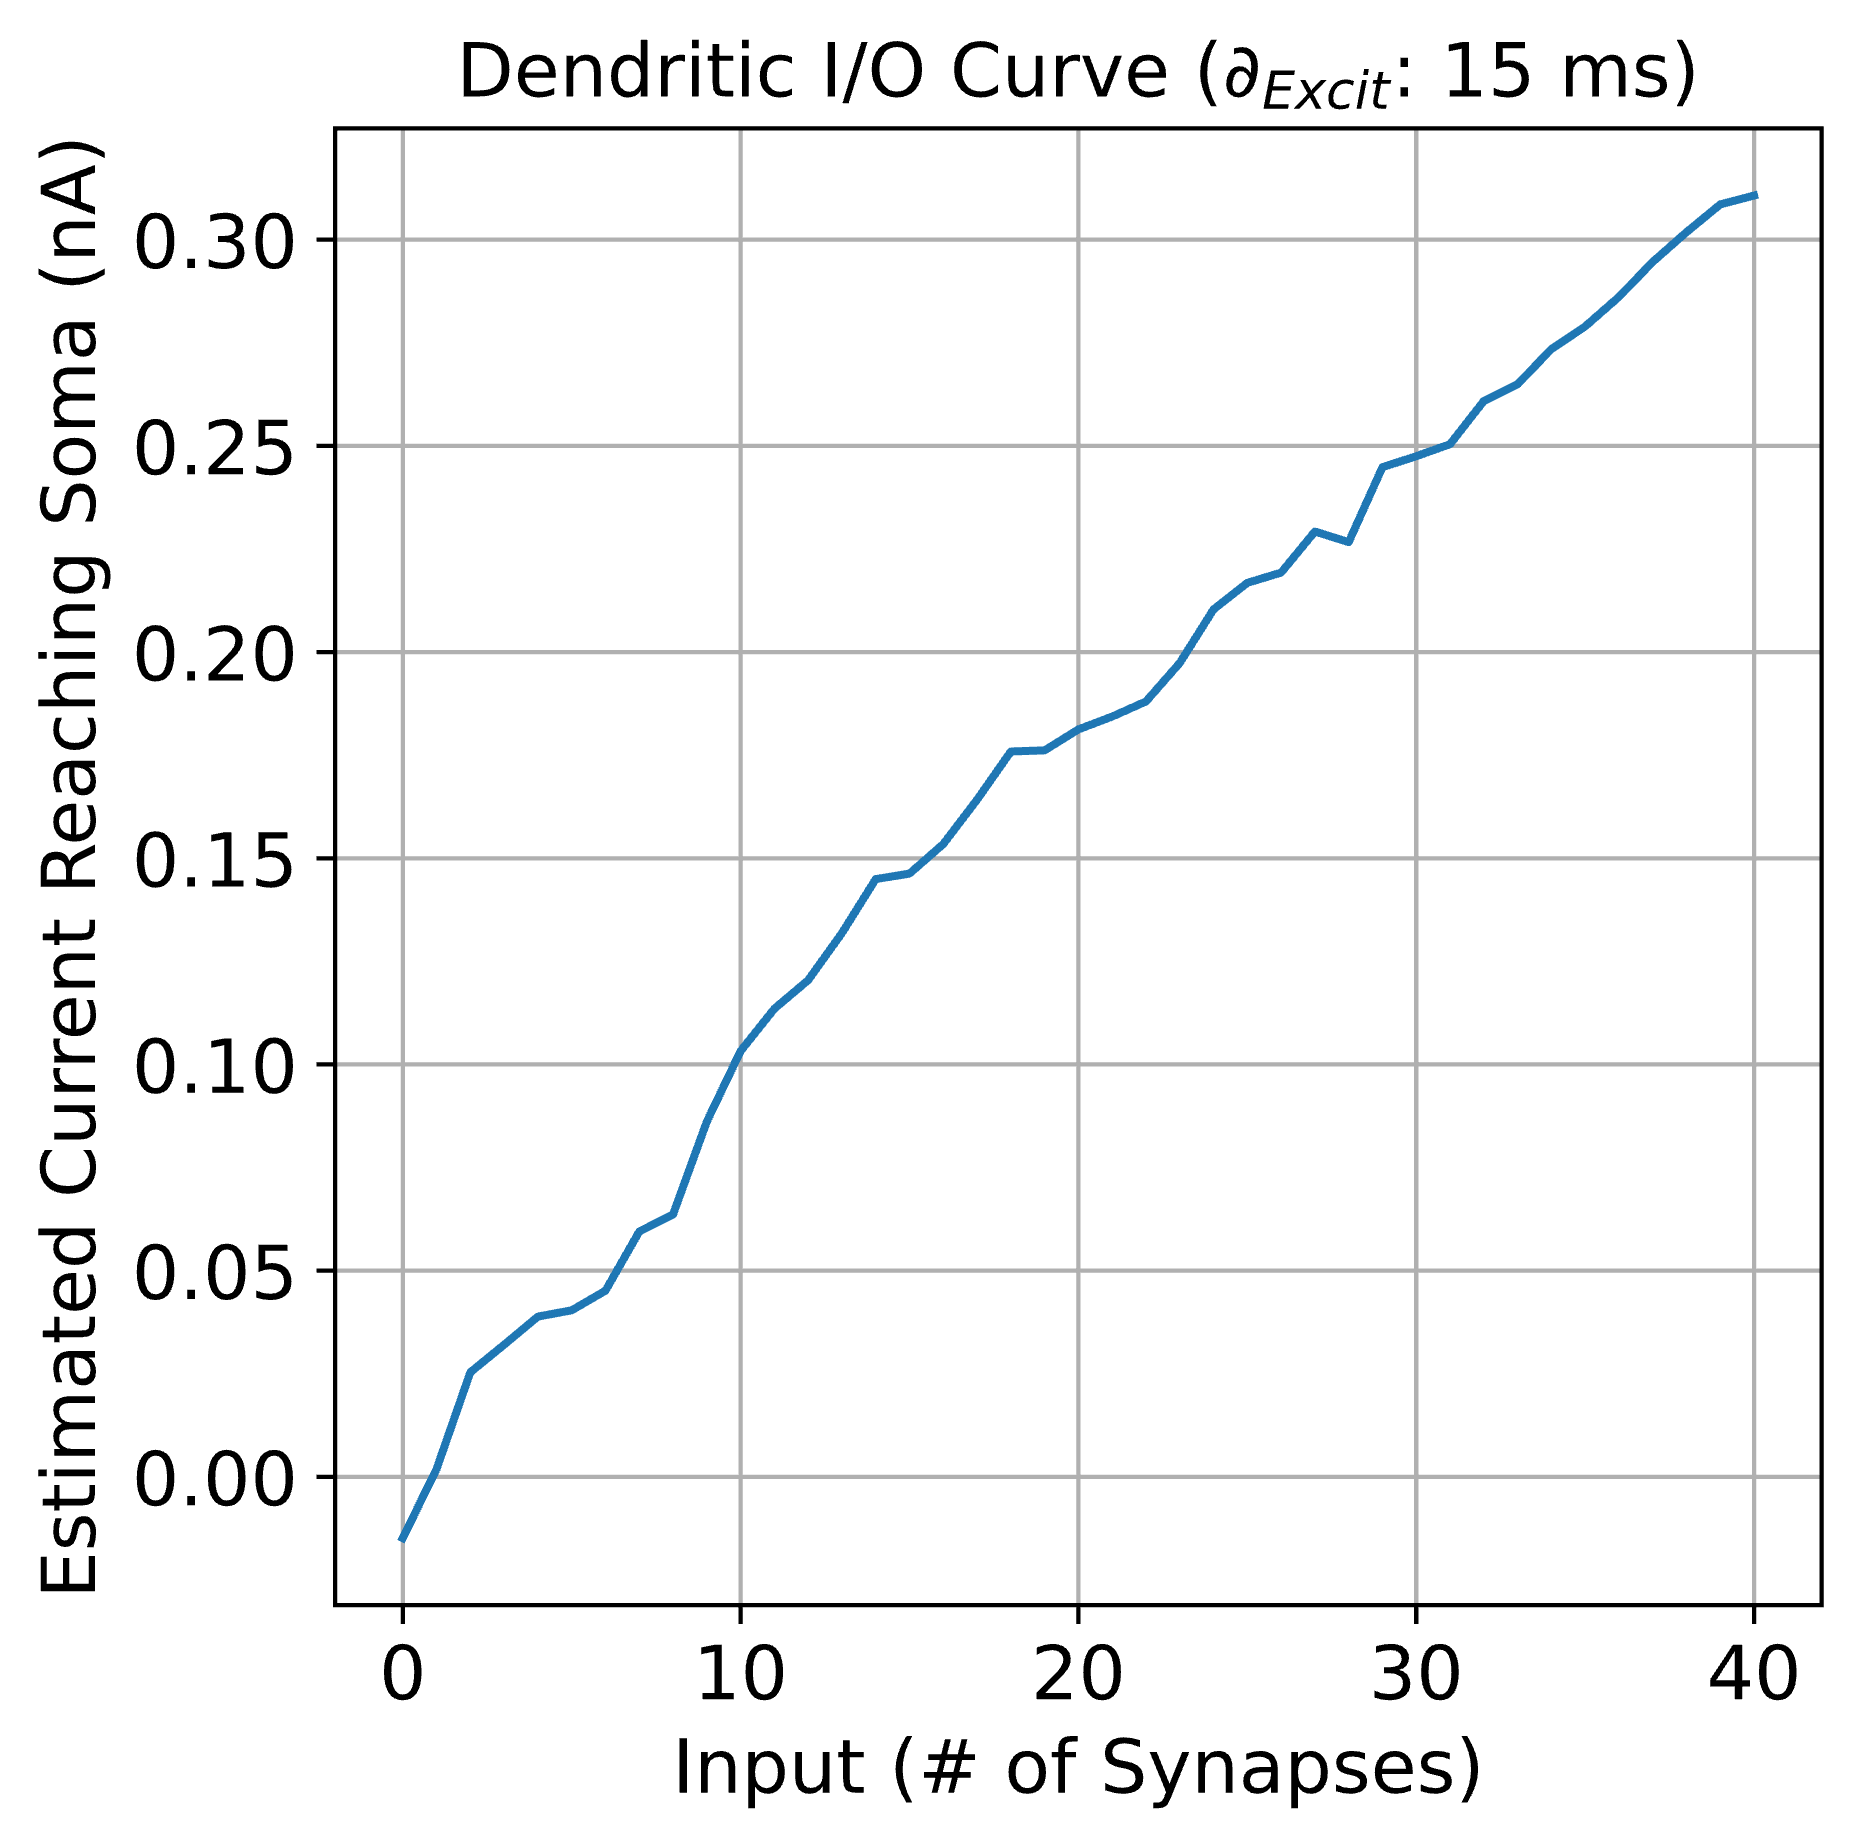 Dendritic I/O Curve (∂Excit: 15 ms)
Estimated Current Reaching Soma (nA)
0.30
0.25
0.20
0.15
0.10
0.05
0.00
0 10 20 30 40
Input (# of Synapses)